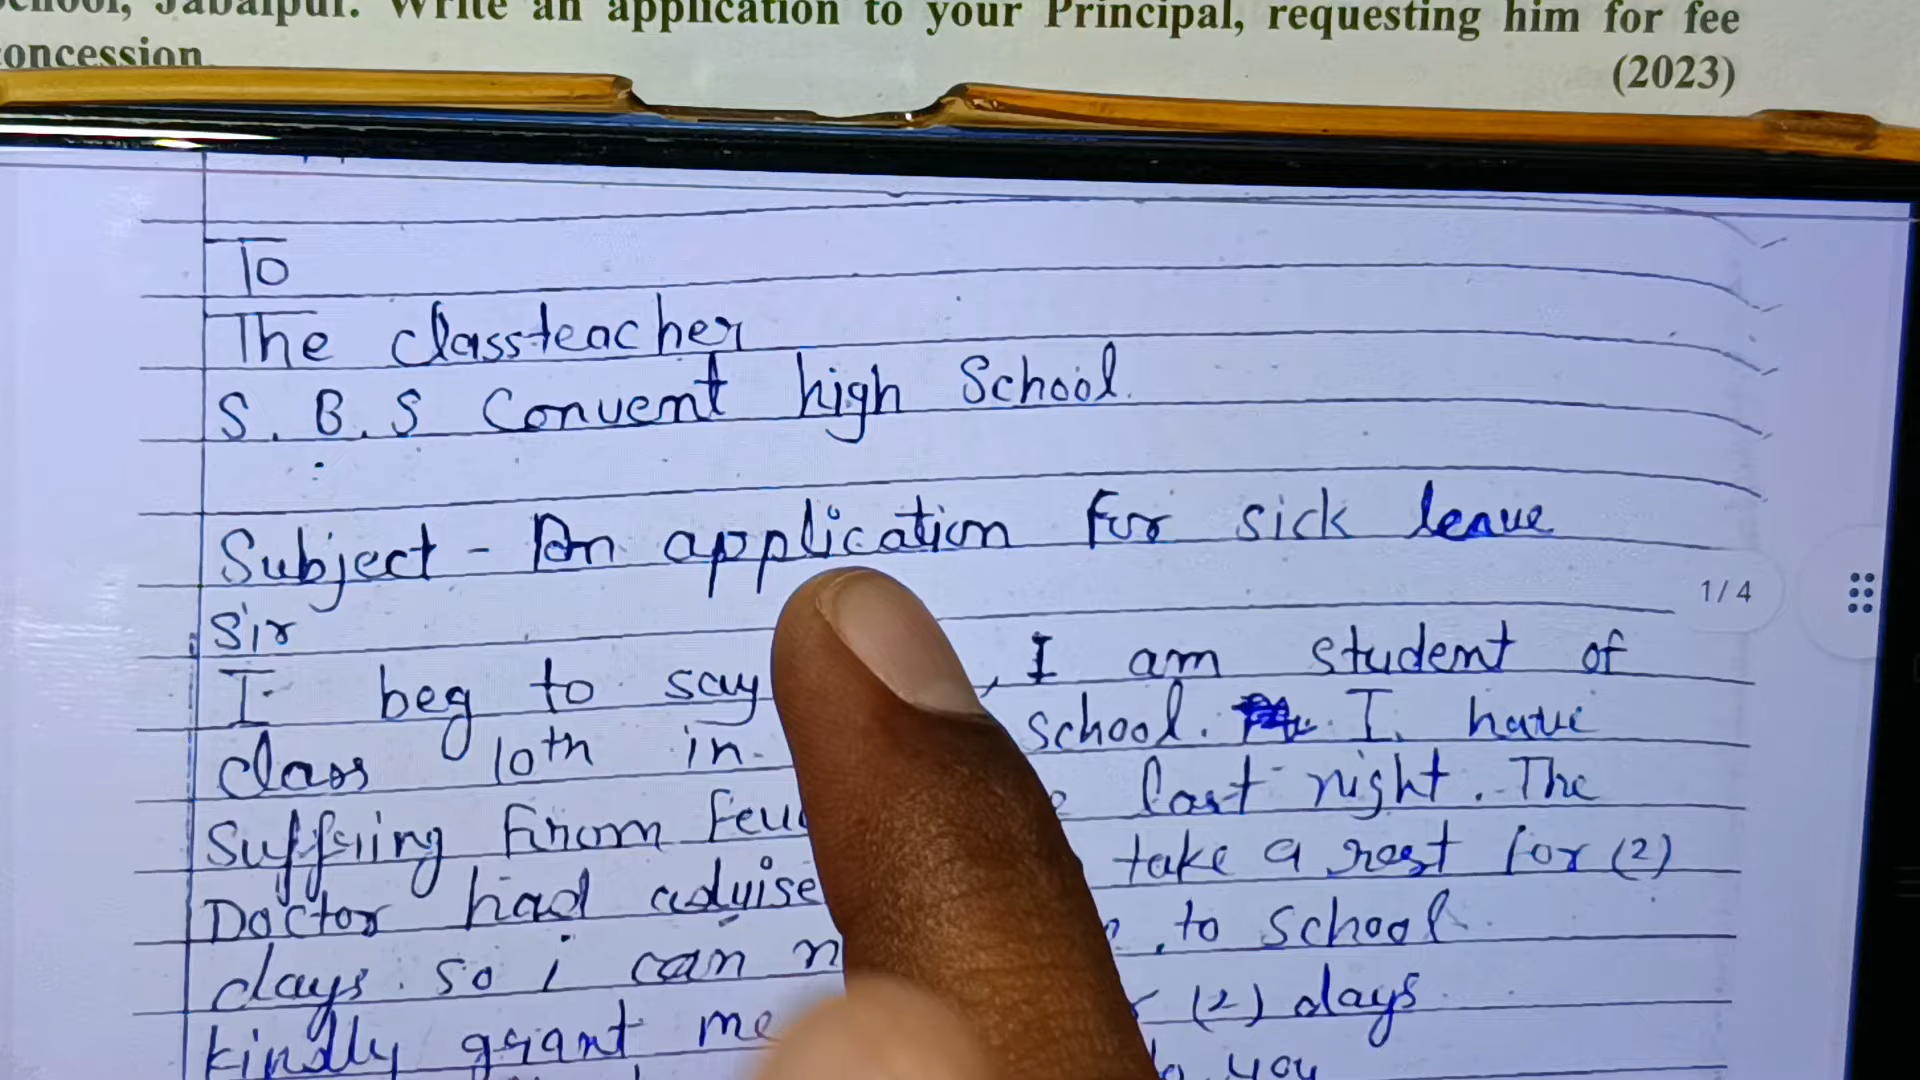 School, Jabalpur. Write an application to your Principal, requesting him for fee
concession
(2023)
To
The classteacher
S. B. S Convent high School.
Subject - An application for sick leave
1/4
Sir
I beg to say , I am student of
class 10th in school. I have
Suffriing from last night. The
Doctor had take a rest for (2)
days. so i can to school
kindly grant me (2) days
you